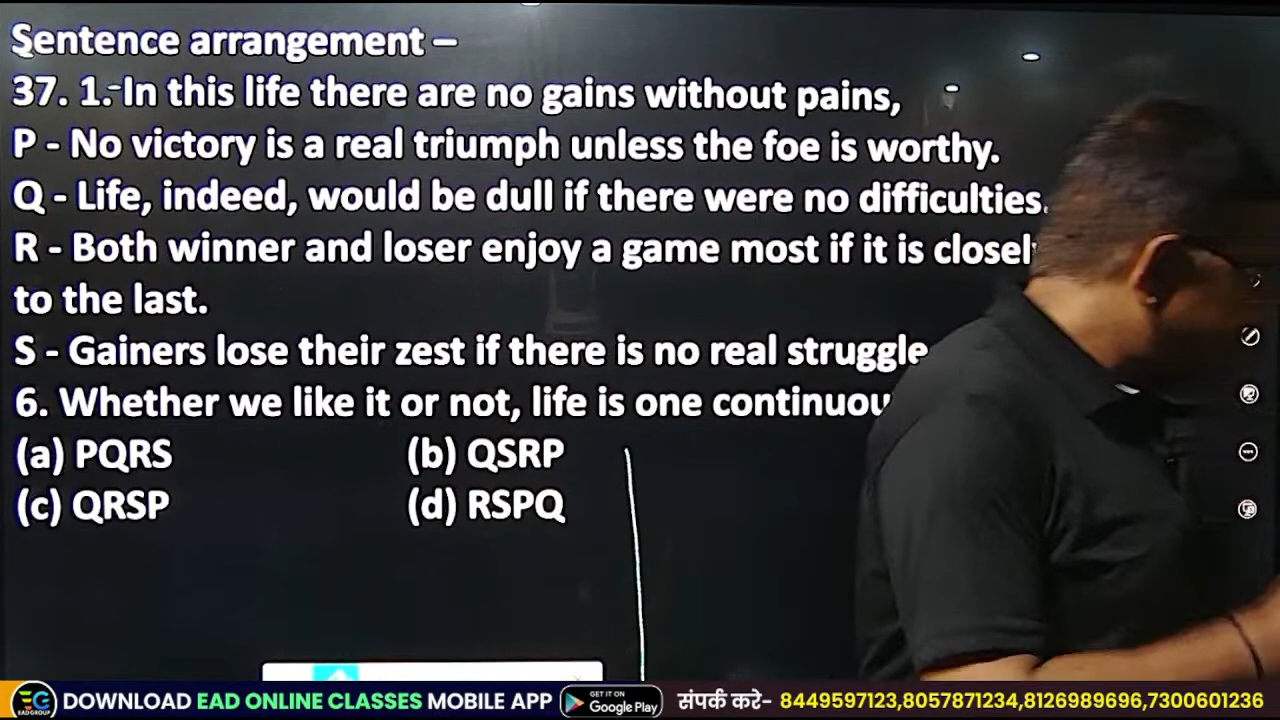 Sentence arrangement –
37. 1.-In this life there are no gains without pains,
P - No victory is a real triumph unless the foe is worthy.
Q - Life, indeed, would be dull if there were no difficulties.
R - Both winner and loser enjoy a game most if it is
to the last.
S - Gainers lose their zest if there is no real struggle
6. Whether we like it or not, life is one
(a) PQRS (b) QSRP
(c) QRSP (d) RSPQ
EG EAD GROUP DOWNLOAD EAD ONLINE CLASSES MOBILE APP GET IT ON Google Play संपर्क करे- 8449597123,8057871234,8126989696,7300601236